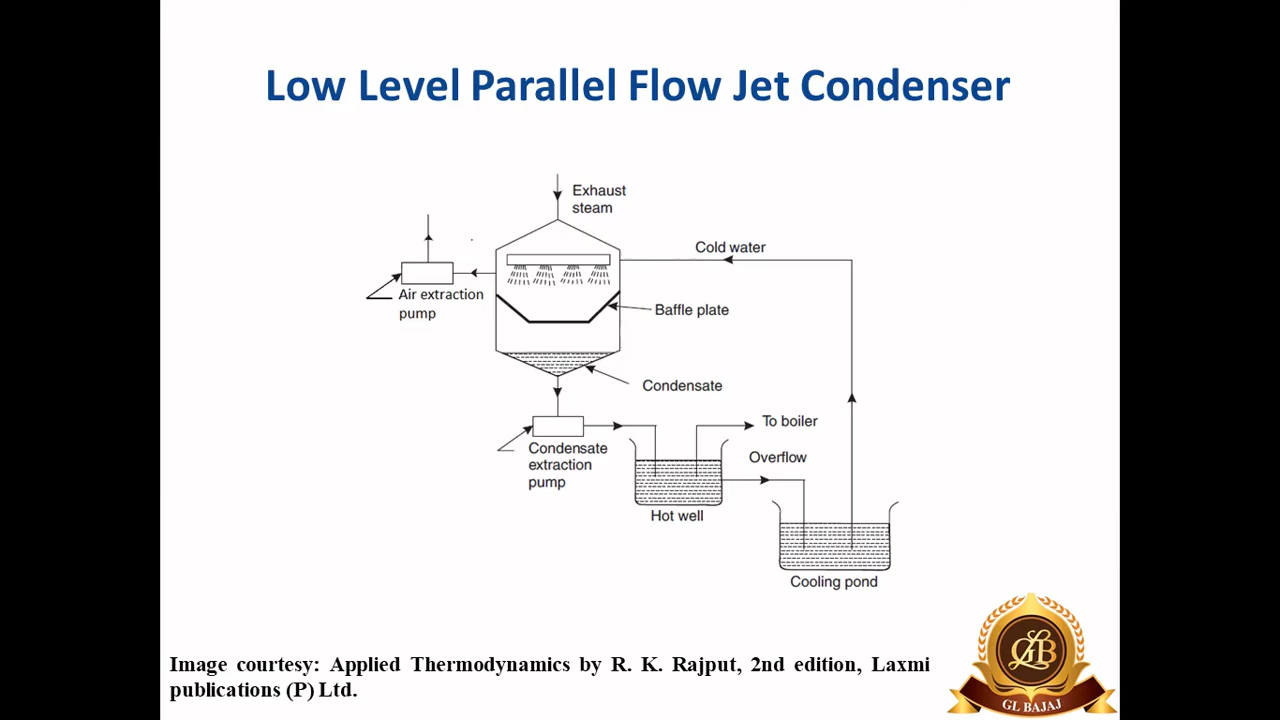 Low Level Parallel Flow Jet Condenser
Exhaust
steam
Cold water
Air extraction
pump
Baffle plate
Condensate
To boiler
Condensate
extraction
pump
Overflow
Hot well
Cooling pond
Image courtesy: Applied Thermodynamics by R. K. Rajput, 2nd edition, Laxmi
publications (P) Ltd.
GL BAJAJ